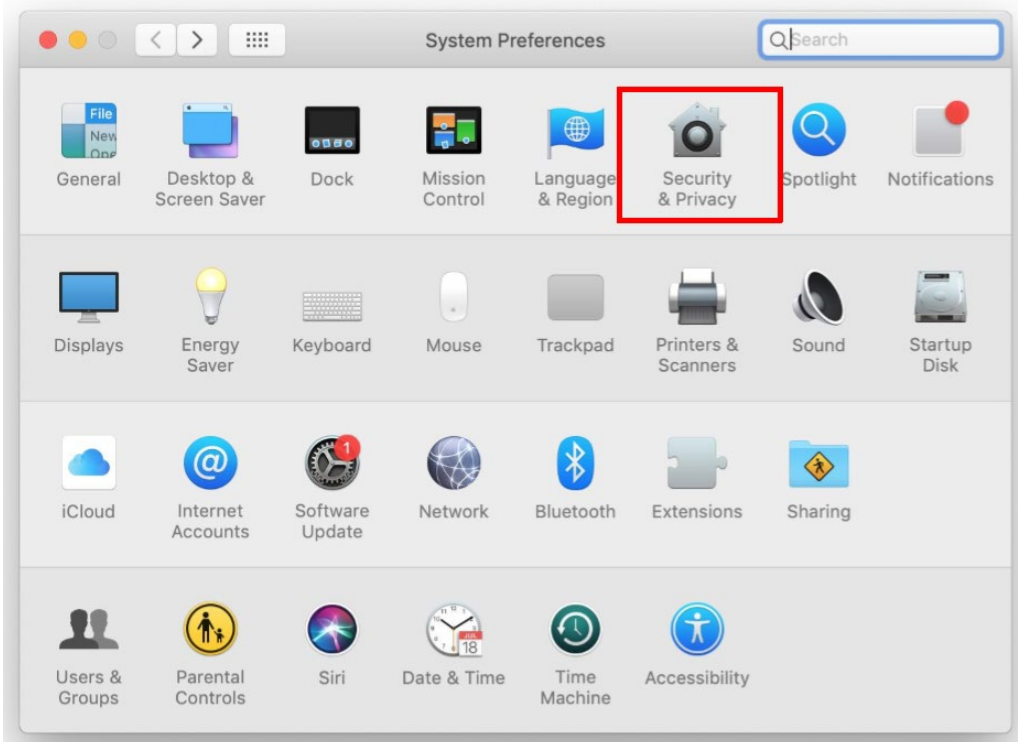 System Preferences
Search
File
New
Ope
General
Desktop &
Screen Saver
Dock
Mission
Control
Language
& Region
Security
& Privacy
Spotlight
Notifications
Displays
Energy
Saver
Keyboard
Mouse
Trackpad
Printers &
Scanners
Sound
Startup
Disk
iCloud
@
Internet
Accounts
1
Software
Update
Network
Bluetooth
Extensions
Sharing
Users &
Groups
Parental
Controls
Siri
JUL
18
Date & Time
Time
Machine
Accessibility